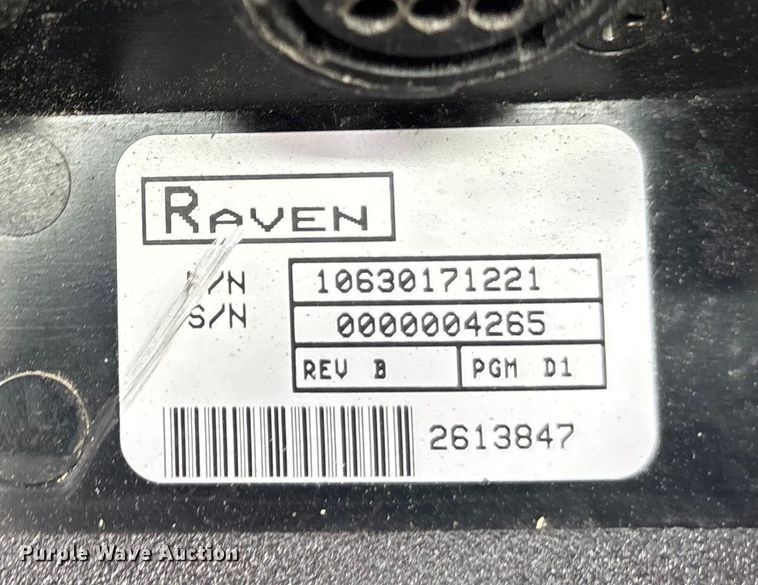 RAVEN
P/N 10630171221
S/N 0000004265
REV B PGM D1
2613847
Purple Wave Auction